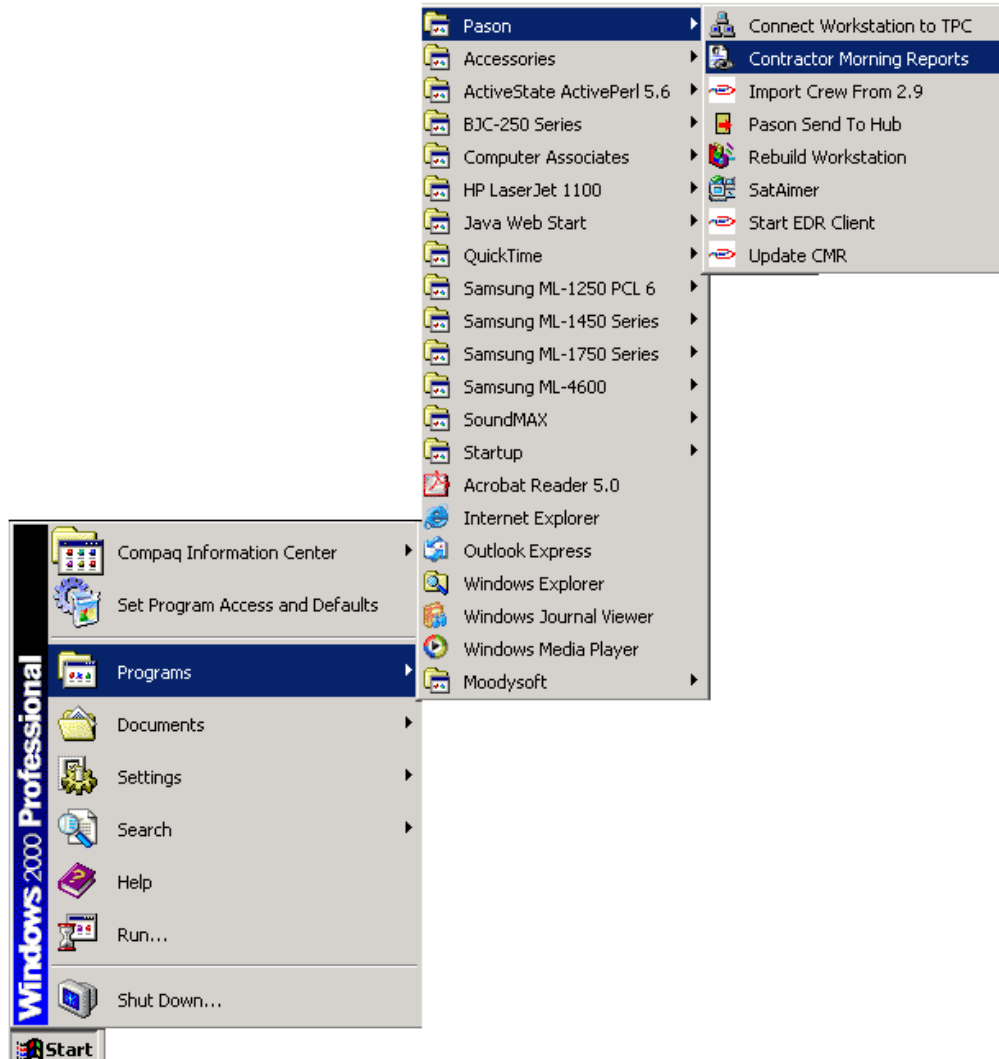 Pason
Accessories
ActiveState ActivePerl 5.6
BJC-250 Series
Computer Associates
HP LaserJet 1100
Java Web Start
QuickTime
Samsung ML-1250 PCL 6
Samsung ML-1450 Series
Samsung ML-1750 Series
Samsung ML-4600
SoundMAX
Startup
Acrobat Reader 5.0
Internet Explorer
Outlook Express
Windows Explorer
Windows Journal Viewer
Windows Media Player
Moodysoft
Connect Workstation to TPC
Contractor Morning Reports
Import Crew From 2.9
Pason Send To Hub
Rebuild Workstation
SatAimer
Start EDR Client
Update CMR
Compaq Information Center
Set Program Access and Defaults
Programs
Documents
Settings
Search
Help
Run...
Shut Down...
Windows 2000 Professional
Start